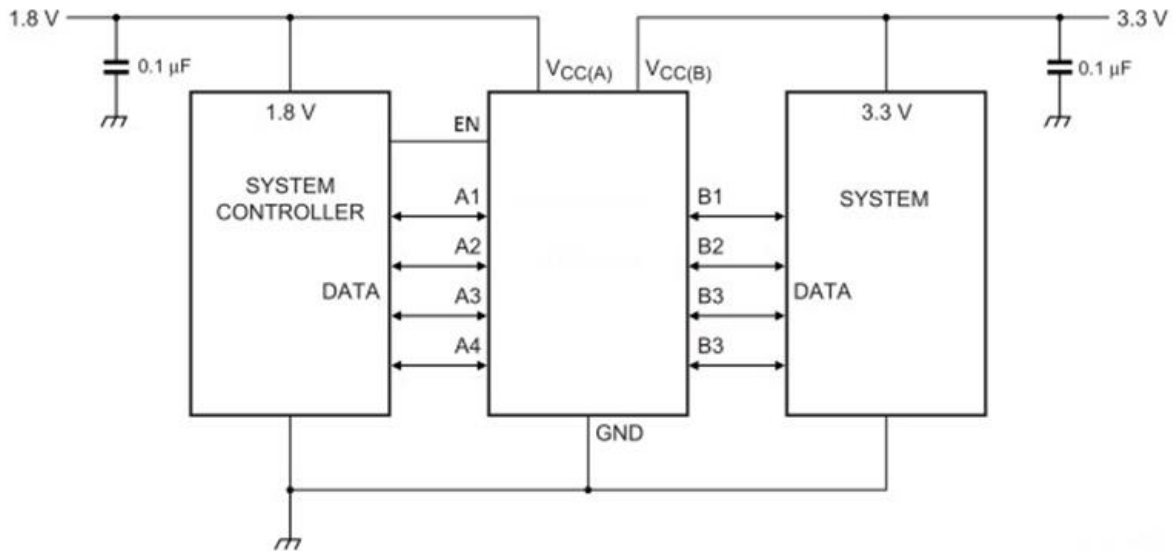 1.8 V
3.3 V
0.1 μF
VCC(A)
VCC(B)
0.1 μF
1.8 V
EN
3.3 V
SYSTEM
CONTROLLER
A1
B1
SYSTEM
A2
B2
DATA
A3
B3
DATA
A4
B3
GND